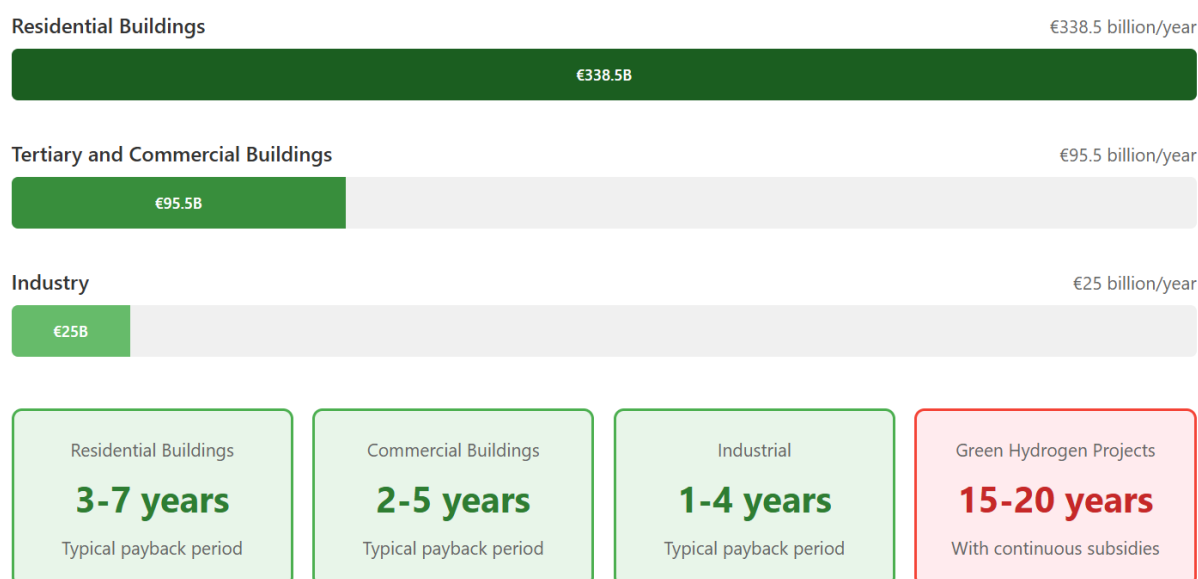 Residential Buildings €338.5 billion/year
€338.5B
Tertiary and Commercial Buildings €95.5 billion/year
€95.5B
Industry €25 billion/year
€25B
Residential Buildings
3-7 years
Typical payback period
Commercial Buildings
2-5 years
Typical payback period
Industrial
1-4 years
Typical payback period
Green Hydrogen Projects
15-20 years
With continuous subsidies